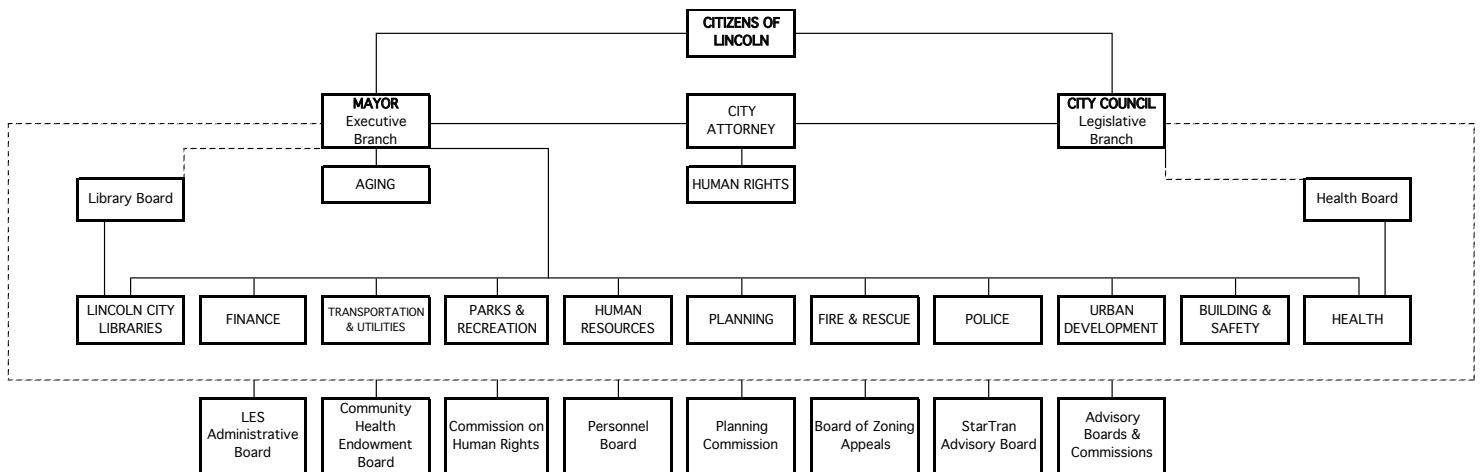 CITIZENS OF
LINCOLN
MAYOR
Executive
Branch
CITY
ATTORNEY
CITY COUNCIL
Legislative
Branch
AGING
HUMAN RIGHTS
Library Board
Health Board
LINCOLN CITY
LIBRARIES
FINANCE
TRANSPORTATION
& UTILITIES
PARKS &
RECREATION
HUMAN
RESOURCES
PLANNING
FIRE & RESCUE
POLICE
URBAN
DEVELOPMENT
BUILDING &
SAFETY
HEALTH
LES
Administrative
Board
Community
Health
Endowment
Board
Commission on
Human Rights
Personnel
Board
Planning
Commission
Board of Zoning
Appeals
StarTran
Advisory Board
Advisory
Boards &
Commissions